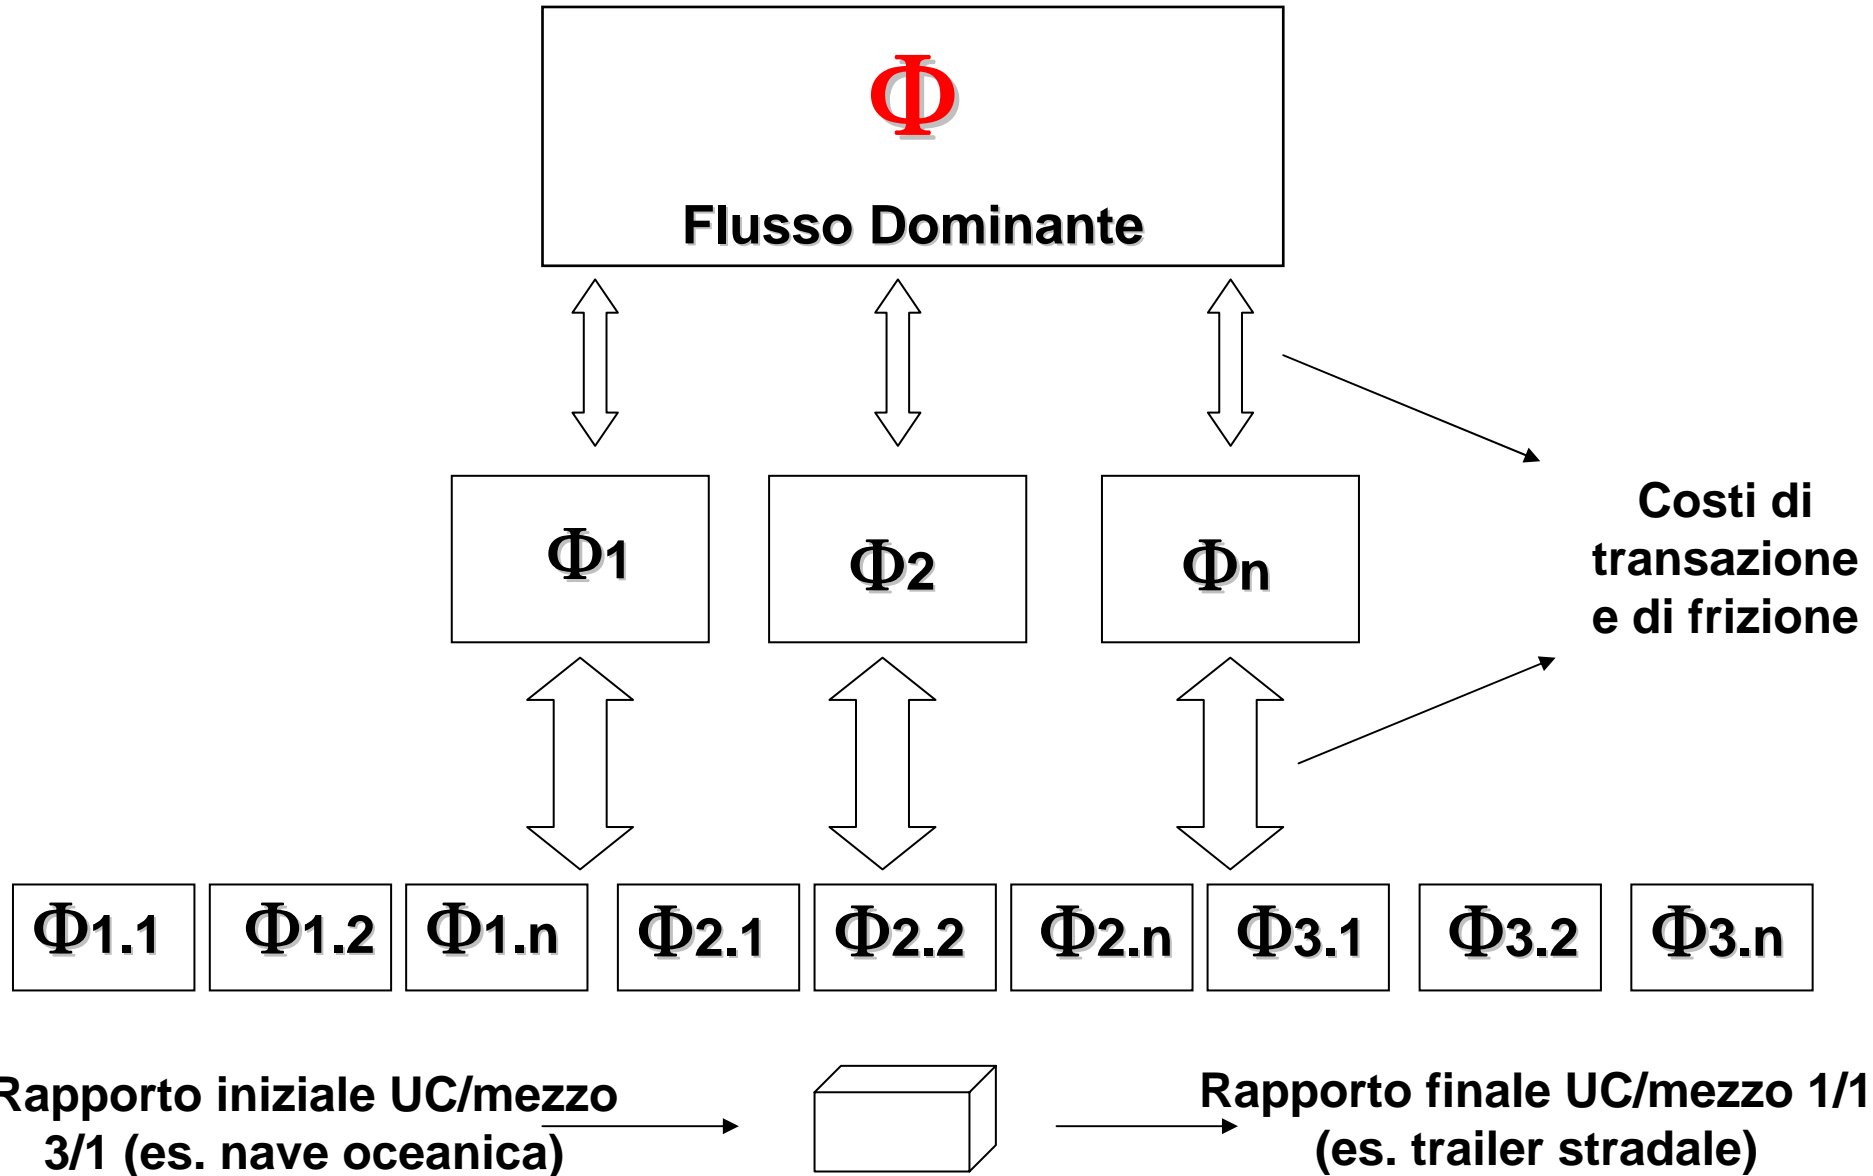 Φ
Flusso Dominante
Φ1
Φ2
Φn
Costi di
transazione
e di frizione
Φ1.1
Φ1.2
Φ1.n
Φ2.1
Φ2.2
Φ2.n
Φ3.1
Φ3.2
Φ3.n
Rapporto iniziale UC/mezzo
3/1 (es. nave oceanica)
Rapporto finale UC/mezzo 1/1
(es. trailer stradale)